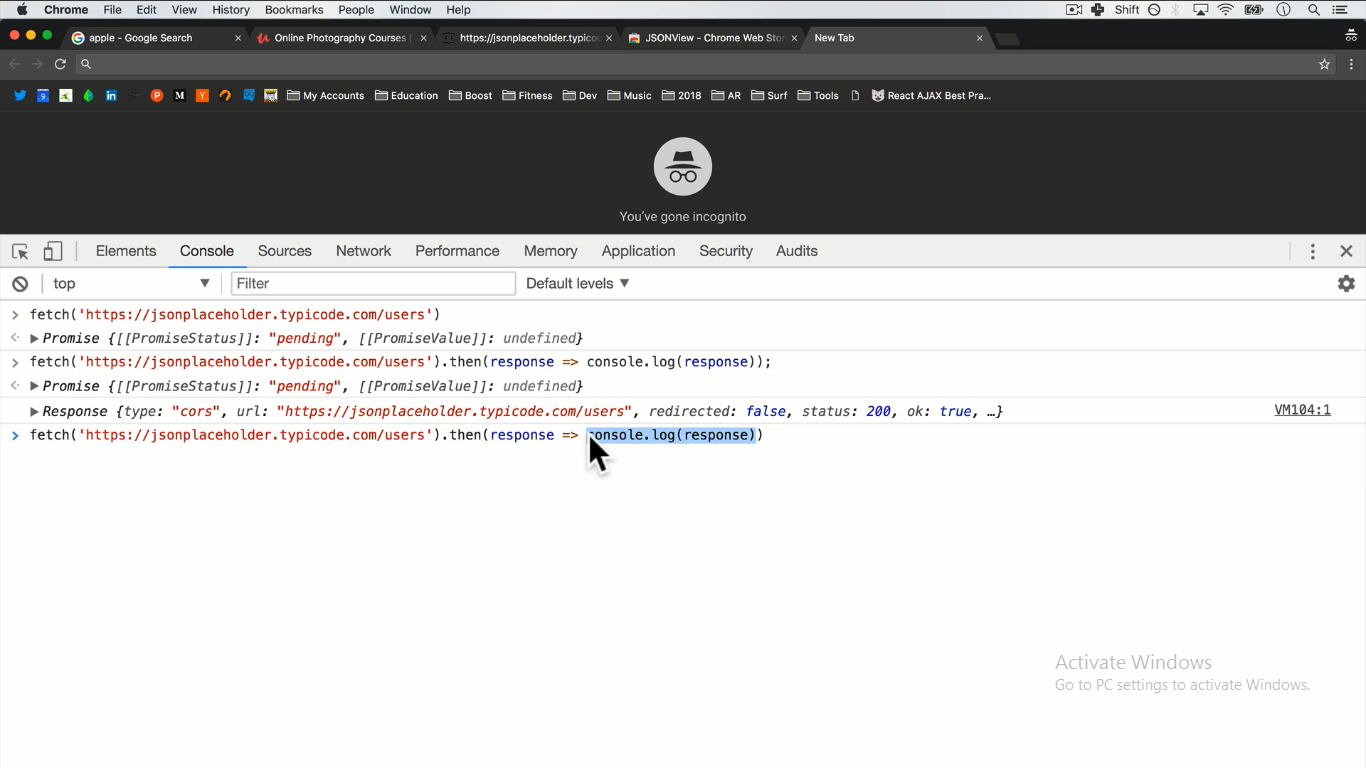 Chrome File Edit View History Bookmarks People Window Help Shift
apple - Google Search Online Photography Courses https://jsonplaceholder.typico JSONView - Chrome Web Stor New Tab
My Accounts Education Boost Fitness Dev Music 2018 AR Surf Tools React AJAX Best Pra...
You've gone incognito
Elements Console Sources Network Performance Memory Application Security Audits
top Filter Default levels ▼
> fetch('https://jsonplaceholder.typicode.com/users')
Promise {[[PromiseStatus]]: "pending", [[PromiseValue]]: undefined}
> fetch('https://jsonplaceholder.typicode.com/users').then(response => console.log(response));
Promise {[[PromiseStatus]]: "pending", [[PromiseValue]]: undefined}
Response {type: "cors", url: "https://jsonplaceholder.typicode.com/users", redirected: false, status: 200, ok: true, …} VM104:1
> fetch('https://jsonplaceholder.typicode.com/users').then(response => console.log(response))
Activate Windows
Go to PC settings to activate Windows.